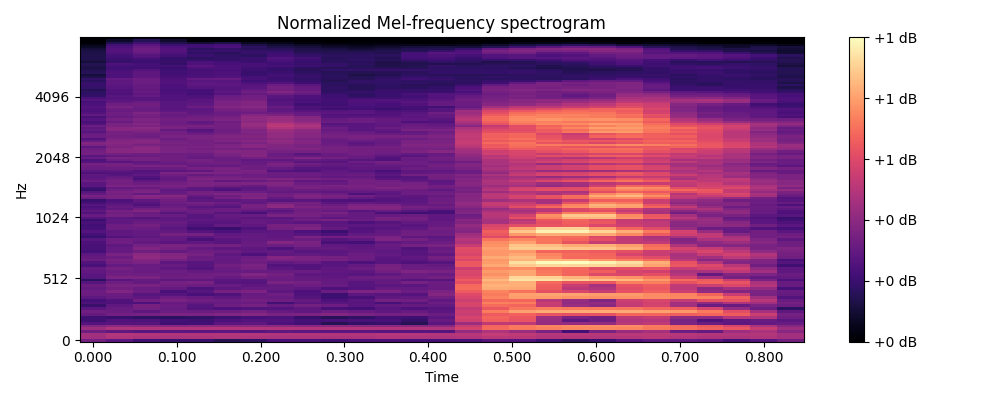 Normalized Mel-frequency spectrogram
Hz
4096
2048
1024
512
0
0.000 0.100 0.200 0.300 0.400 0.500 0.600 0.700 0.800
Time
+1 dB
+1 dB
+1 dB
+0 dB
+0 dB
+0 dB